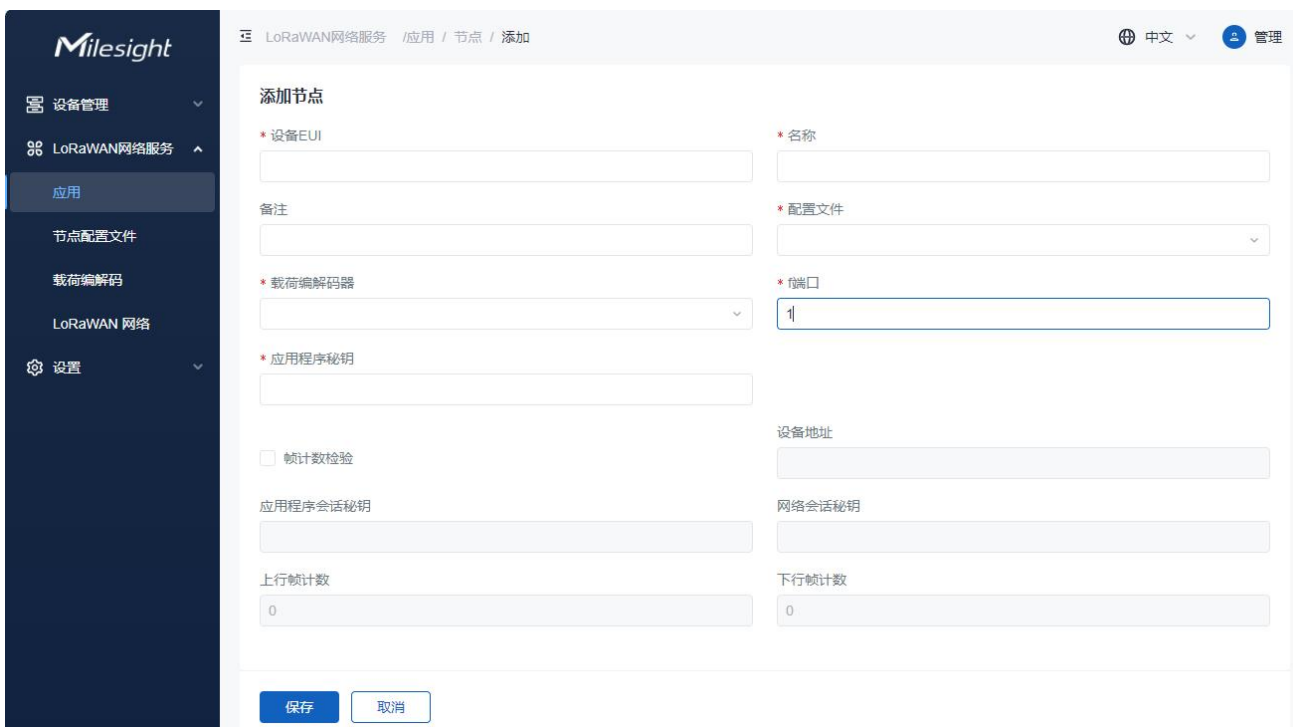 Milesight
LoRaWAN网络服务 /应用 / 节点 / 添加
中文
管理
设备管理
LoRaWAN网络服务
应用
节点配置文件
载荷编解码
LoRaWAN 网络
设置
添加节点
* 设备EUI
* 名称
备注
* 配置文件
* 载荷编解码器
* f端口
1
* 应用程序秘钥
设备地址
帧计数检验
应用程序会话秘钥
网络会话秘钥
上行帧计数
下行帧计数
0
0
保存
取消